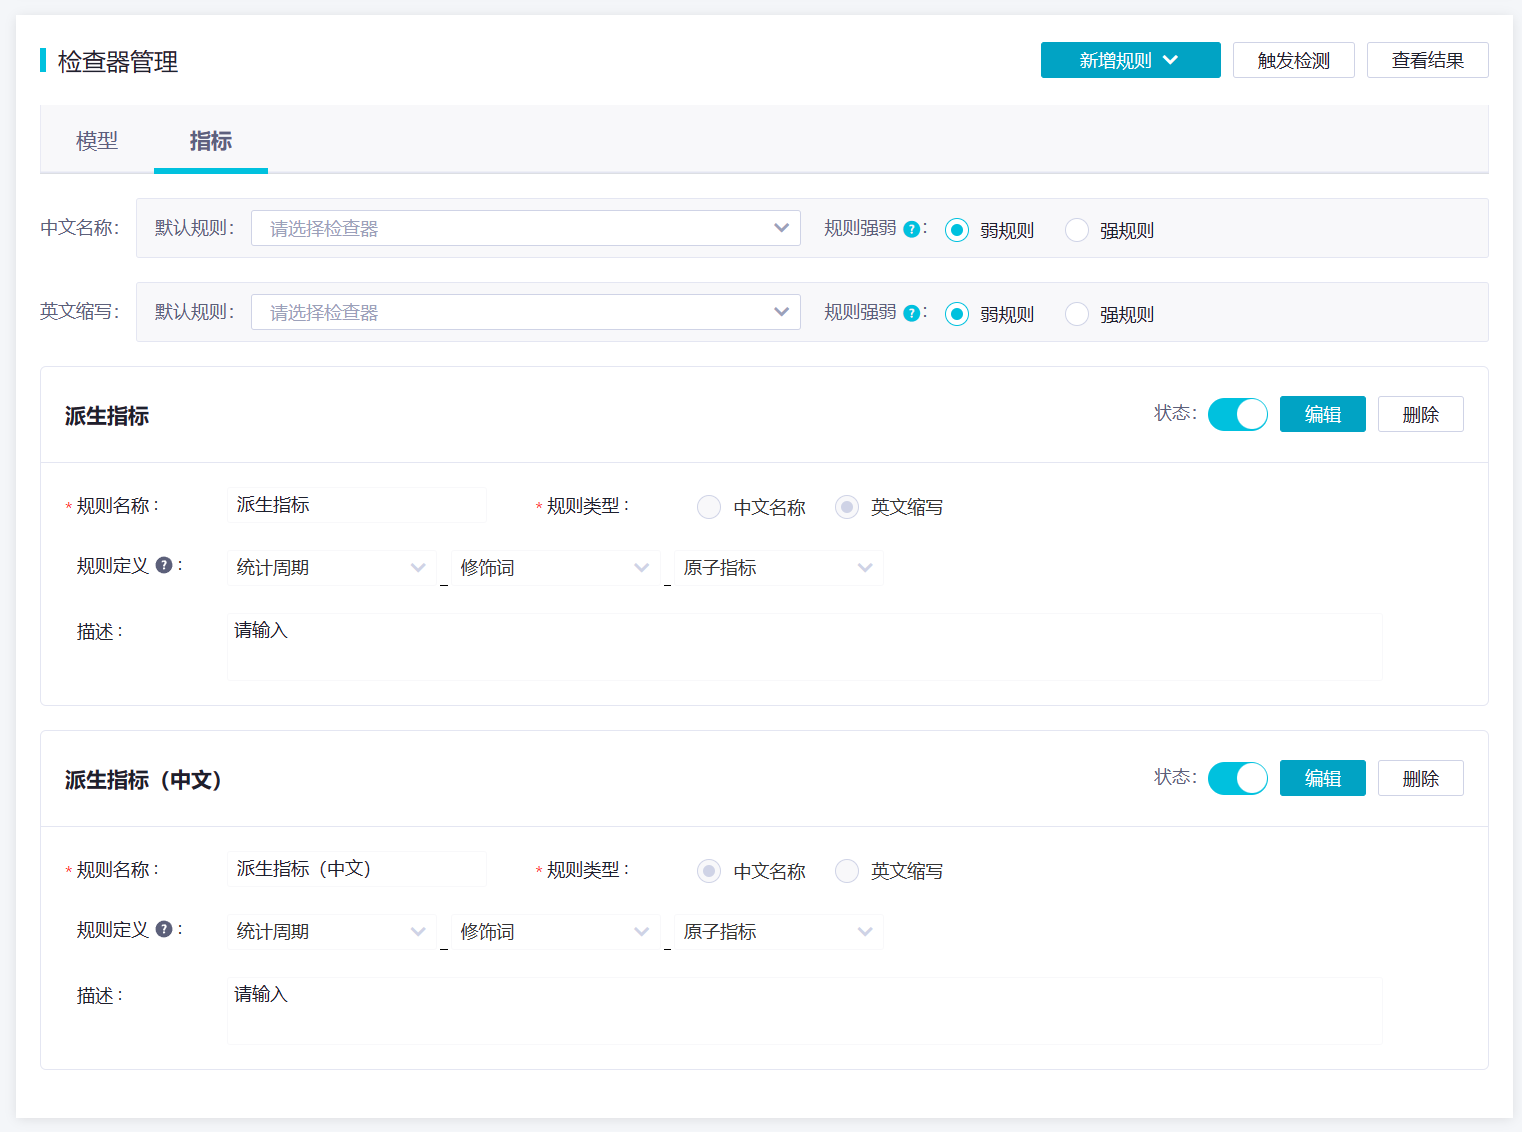 检查器管理
新增规则 触发检测 查看结果
模型 指标
中文名称： 默认规则： 请选择检查器 规则强弱 ?： 弱规则 强规则
英文缩写： 默认规则： 请选择检查器 规则强弱 ?： 弱规则 强规则
派生指标 状态： 编辑 删除
* 规则名称： 派生指标 * 规则类型： 中文名称 英文缩写
规则定义 ?： 统计周期 _ 修饰词 _ 原子指标
描述： 请输入
派生指标（中文） 状态： 编辑 删除
* 规则名称： 派生指标（中文） * 规则类型： 中文名称 英文缩写
规则定义 ?： 统计周期 _ 修饰词 _ 原子指标
描述： 请输入